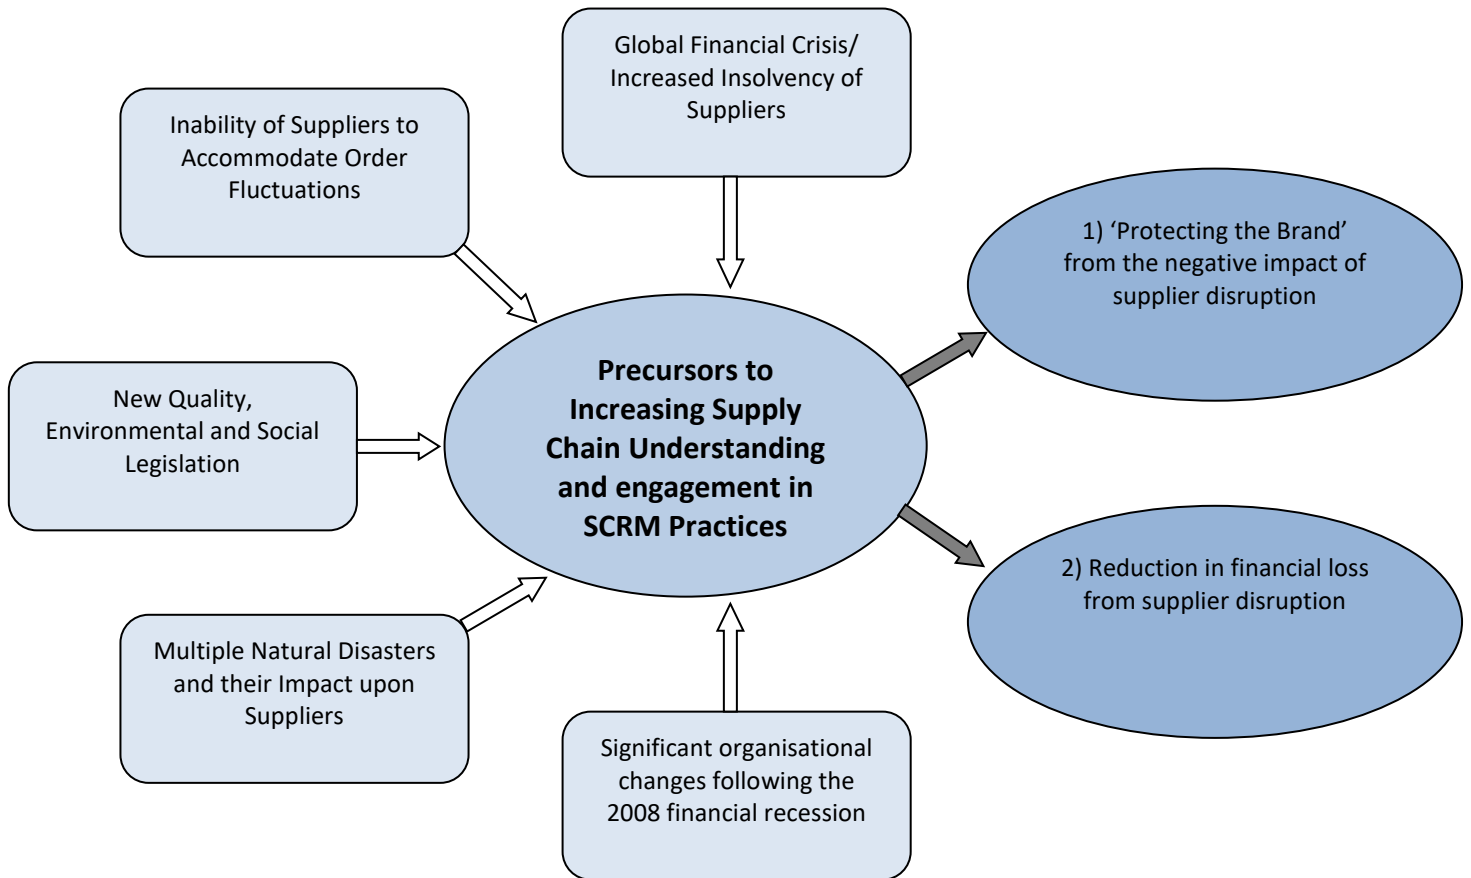 Global Financial Crisis/
Increased Insolvency of
Suppliers
Inability of Suppliers to
Accommodate Order
Fluctuations
1) ‘Protecting the Brand’
from the negative impact of
supplier disruption
Precursors to
Increasing Supply
Chain Understanding
and engagement in
SCRM Practices
New Quality,
Environmental and Social
Legislation
2) Reduction in financial loss
from supplier disruption
Multiple Natural Disasters
and their Impact upon
Suppliers
Significant organisational
changes following the
2008 financial recession